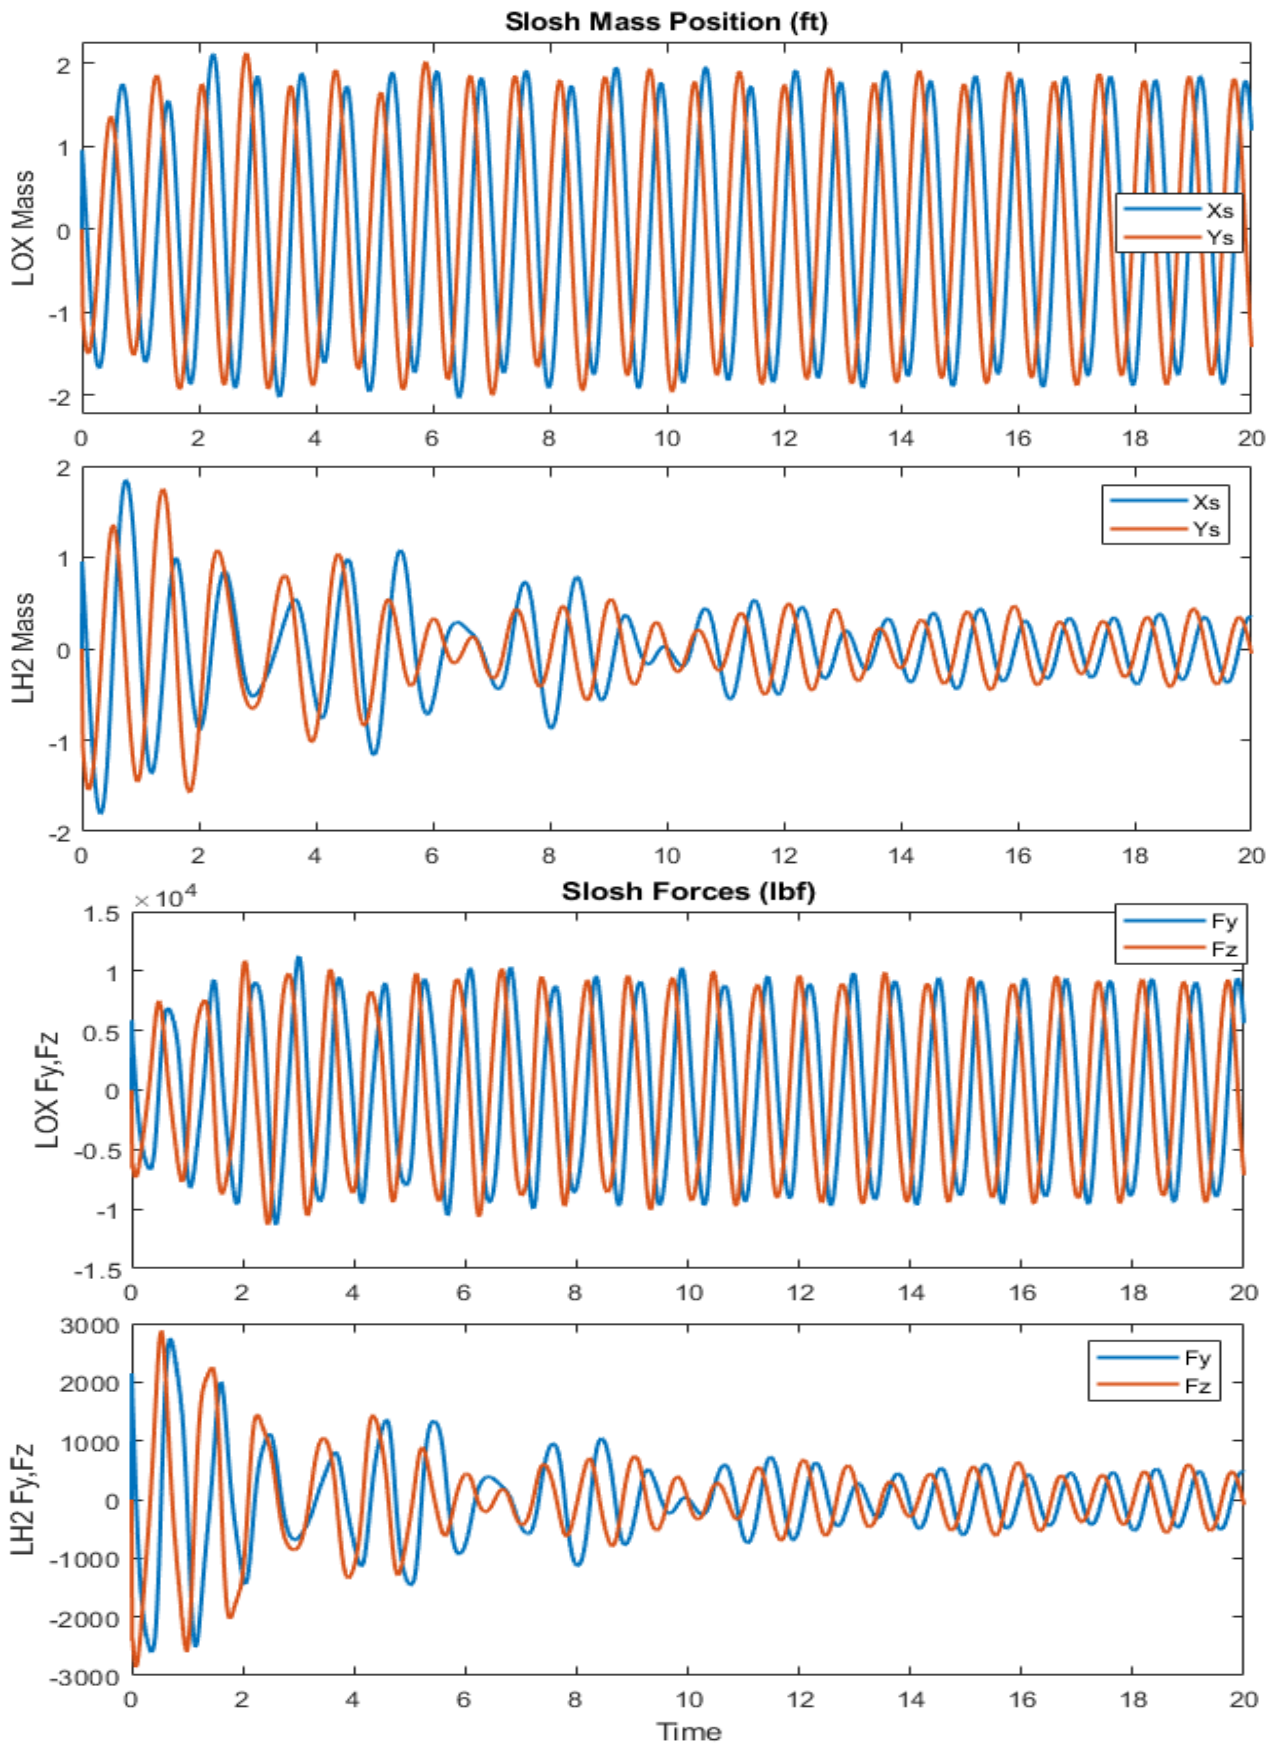 Slosh Mass Position (ft)
LOX Mass
2
1
0
-1
-2
Xs
Ys
0 2 4 6 8 10 12 14 16 18 20
LH2 Mass
2
1
0
-1
-2
Xs
Ys
0 2 4 6 8 10 12 14 16 18 20
Slosh Forces (lbf)
×10^4
LOX Fy,Fz
1.5
1
0.5
0
-0.5
-1
-1.5
Fy
Fz
0 2 4 6 8 10 12 14 16 18 20
LH2 Fy,Fz
3000
2000
1000
0
-1000
-2000
-3000
Fy
Fz
0 2 4 6 8 10 12 14 16 18 20
Time